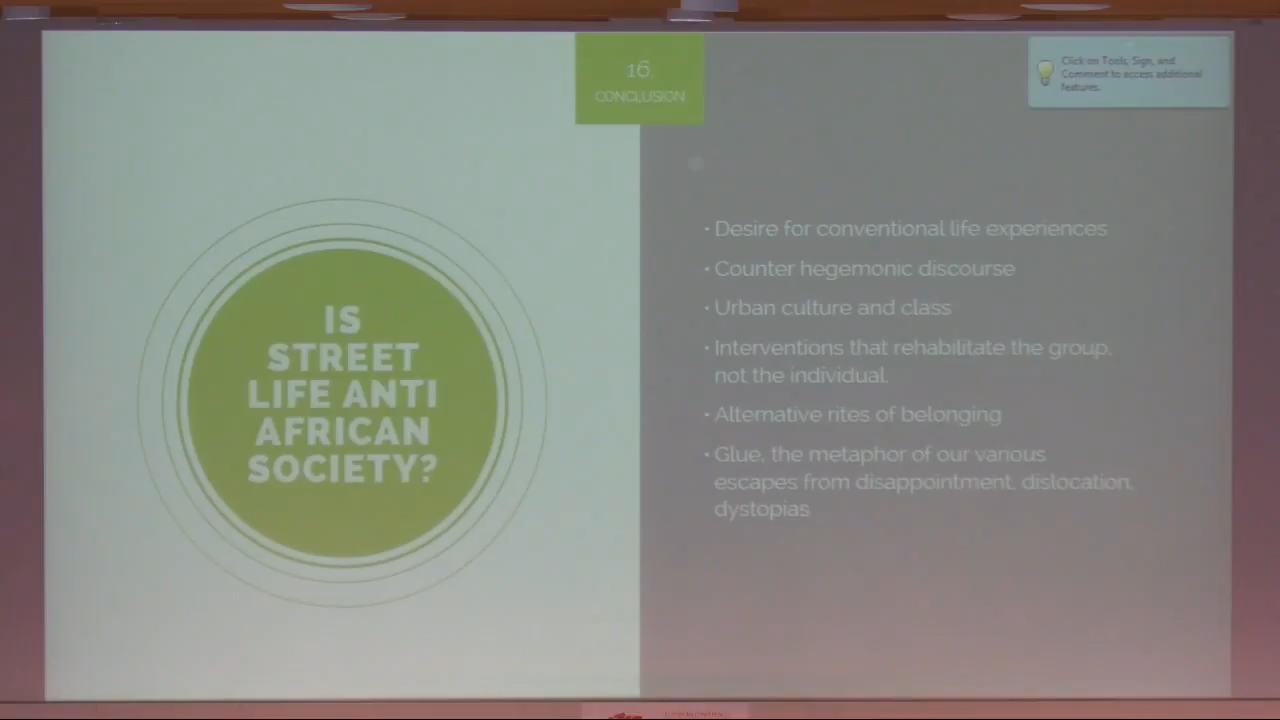 16.
CONCLUSION
Click on Tools, Sign, and
Comment to access additional
features.
IS
STREET
LIFE ANTI
AFRICAN
SOCIETY?
• Desire for conventional life experiences
• Counter hegemonic discourse
• Urban culture and class
• Interventions that rehabilitate the group,
not the individual.
• Alternative rites of belonging
• Glue, the metaphor of our various
escapes from disappointment, dislocation,
dystopias